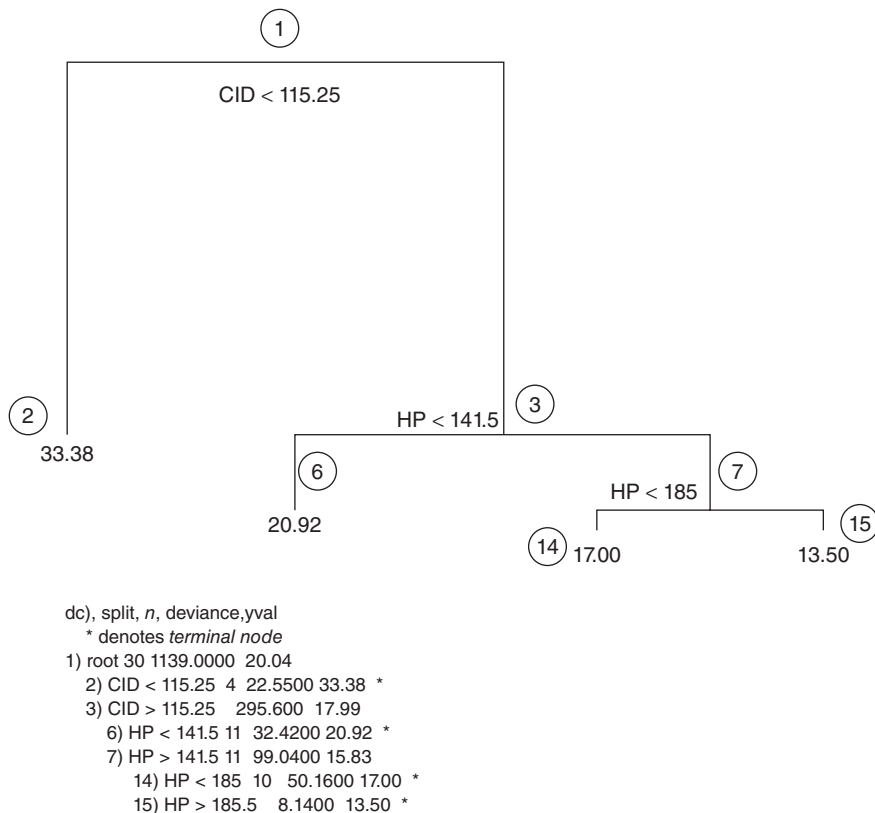 1
CID < 115.25
2
33.38
HP < 141.5
3
6
20.92
HP < 185
7
14
17.00
13.50
15
dc), split, n, deviance,yval
* denotes terminal node
1) root 30 1139.0000 20.04
2) CID < 115.25 4 22.5500 33.38 *
3) CID > 115.25 295.600 17.99
6) HP < 141.5 11 32.4200 20.92 *
7) HP > 141.5 11 99.0400 15.83
14) HP < 185 10 50.1600 17.00 *
15) HP > 185.5 8.1400 13.50 *